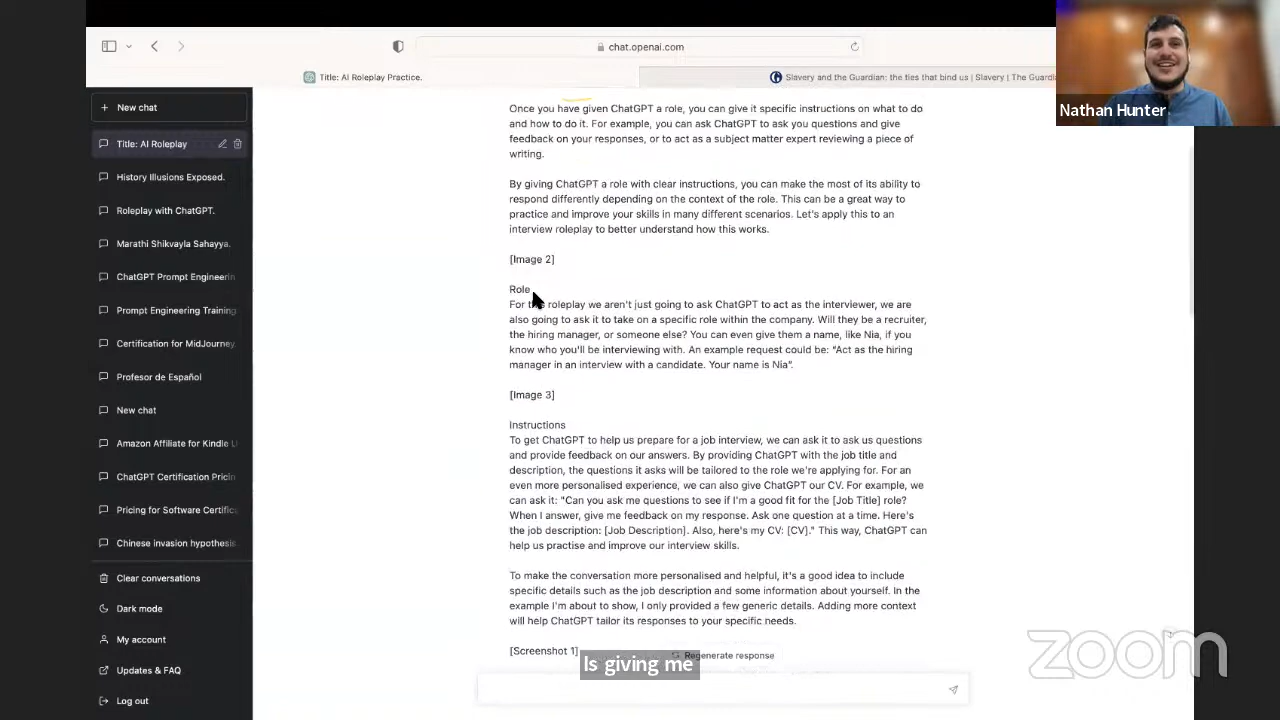 chat.openai.com
Title: AI Roleplay Practice.
Slavery and the Guardian: the ties that bind us | Slavery | The Guardia
Nathan Hunter
New chat
Title: AI Roleplay
History Illusions Exposed.
Roleplay with ChatGPT.
Marathi Shikvayla Sahayya.
ChatGPT Prompt Engineerin
Prompt Engineering Training
Certification for MidJourney.
Profesor de Español
New chat
Amazon Affiliate for Kindle Li
ChatGPT Certification Pricin
Pricing for Software Certifica
Chinese invasion hypothesis
Clear conversations
Dark mode
My account
Updates & FAQ
Log out
Once you have given ChatGPT a role, you can give it specific instructions on what to do
and how to do it. For example, you can ask ChatGPT to ask you questions and give
feedback on your responses, or to act as a subject matter expert reviewing a piece of
writing.
By giving ChatGPT a role with clear instructions, you can make the most of its ability to
respond differently depending on the context of the role. This can be a great way to
practice and improve your skills in many different scenarios. Let's apply this to an
interview roleplay to better understand how this works.
[Image 2]
Role
For the roleplay we aren't just going to ask ChatGPT to act as the interviewer, we are
also going to ask it to take on a specific role within the company. Will they be a recruiter,
the hiring manager, or someone else? You can even give them a name, like Nia, if you
know who you'll be interviewing with. An example request could be: “Act as the hiring
manager in an interview with a candidate. Your name is Nia”.
[Image 3]
Instructions
To get ChatGPT to help us prepare for a job interview, we can ask it to ask us questions
and provide feedback on our answers. By providing ChatGPT with the job title and
description, the questions it asks will be tailored to the role we're applying for. For an
even more personalised experience, we can also give ChatGPT our CV. For example, we
can ask it: "Can you ask me questions to see if I'm a good fit for the [Job Title] role?
When I answer, give me feedback on my response. Ask one question at a time. Here's
the job description: [Job Description]. Also, here's my CV: [CV]." This way, ChatGPT can
help us practise and improve our interview skills.
To make the conversation more personalised and helpful, it's a good idea to include
specific details such as the job description and some information about yourself. In the
example I'm about to show, I only provided a few generic details. Adding more context
will help ChatGPT tailor its responses to your specific needs.
[Screenshot 1]
Regenerate response
Is giving me
zoom